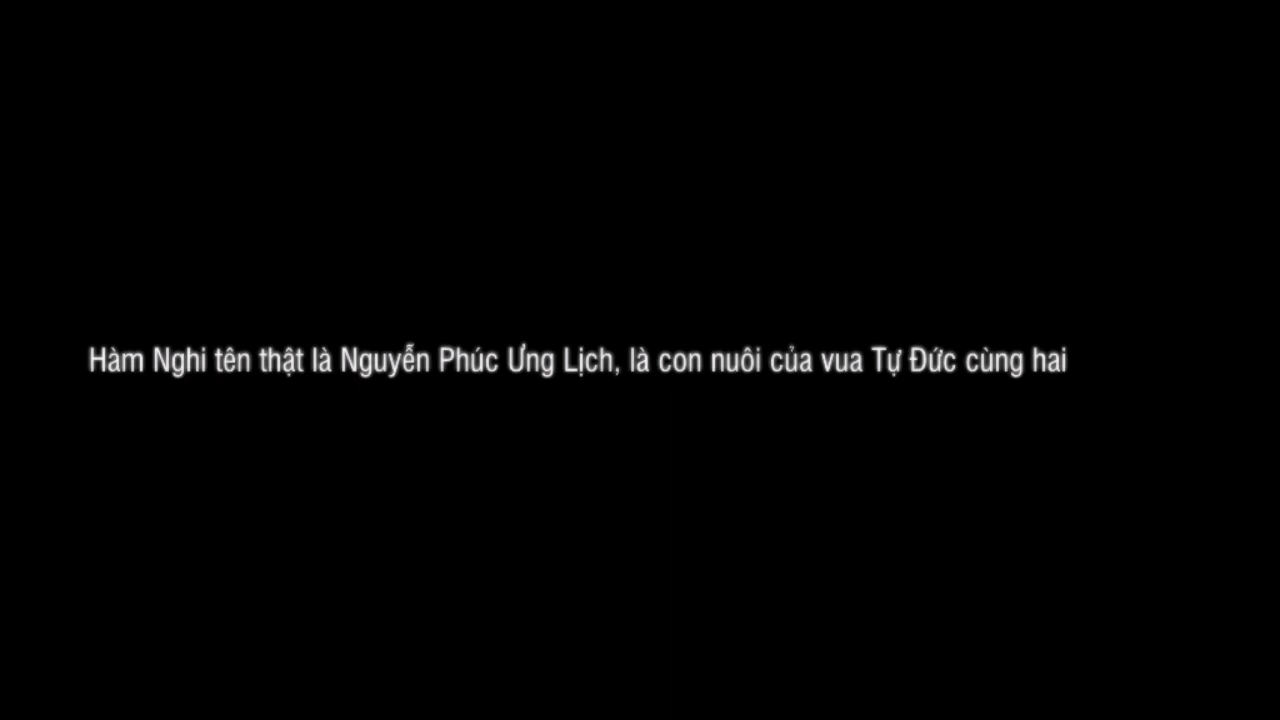 Hàm Nghi tên thật là Nguyễn Phúc Ưng Lịch, là con nuôi của vua Tự Đức cùng hai